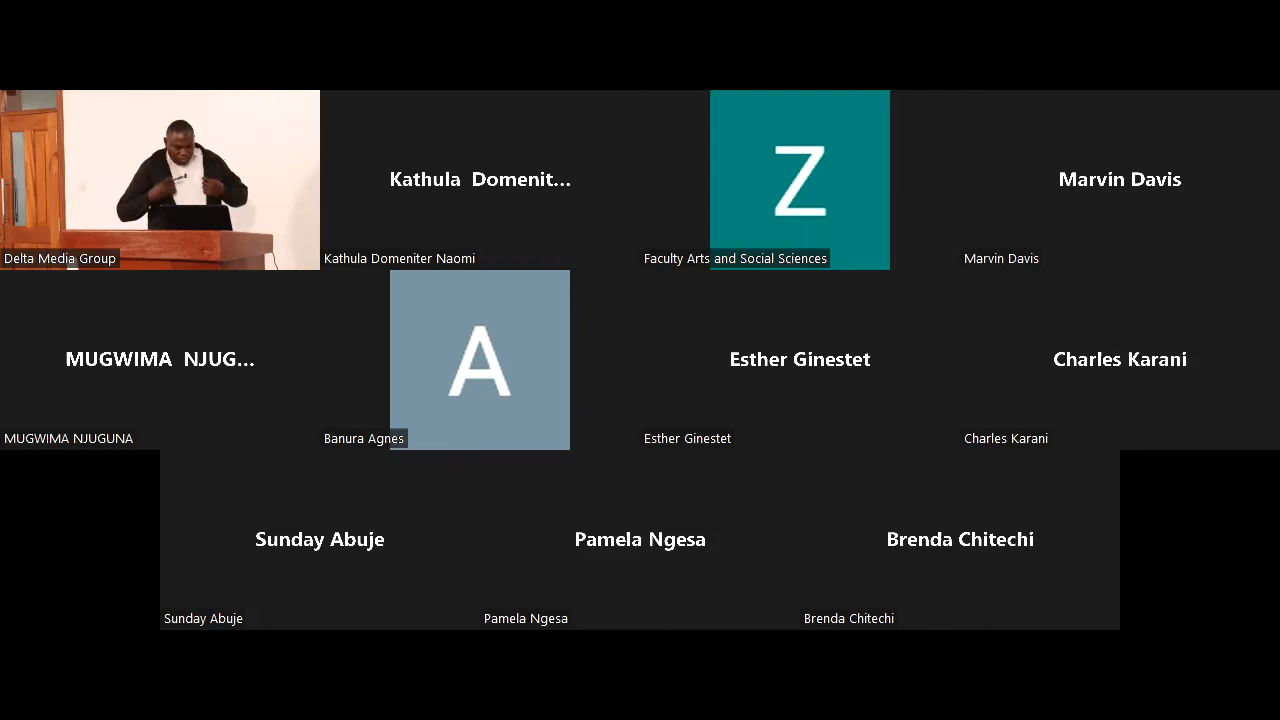 Kathula  Domenit...
Z
Marvin Davis
Delta Media Group
Kathula Domeniter Naomi
Faculty Arts and Social Sciences
Marvin Davis
MUGWIMA  NJUG...
A
Esther Ginestet
Charles Karani
MUGWIMA NJUGUNA
Banura Agnes
Esther Ginestet
Charles Karani
Sunday Abuje
Pamela Ngesa
Brenda Chitechi
Sunday Abuje
Pamela Ngesa
Brenda Chitechi